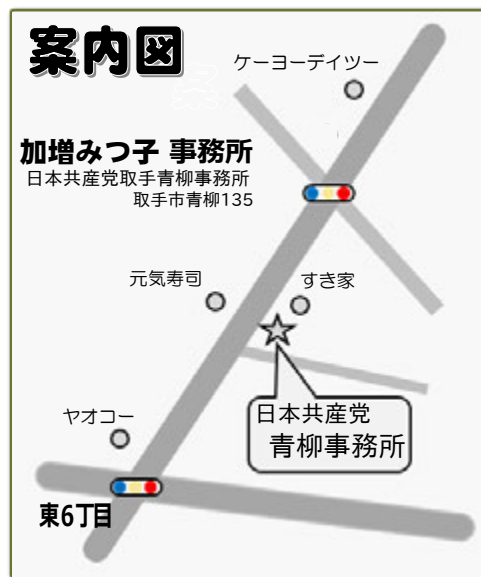 案内図
ケーヨーデイツー
加増みつ子 事務所
日本共産党取手青柳事務所
取手市青柳135
元気寿司
すき家
ヤオコー
日本共産党
青柳事務所
東6丁目